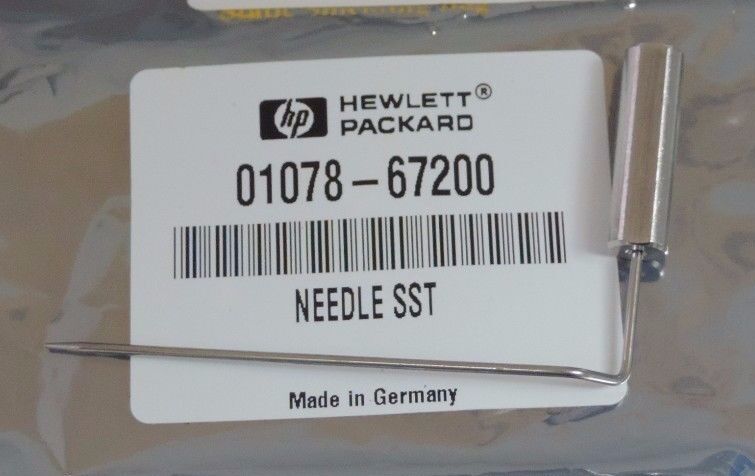 hp HEWLETT®
PACKARD
01078-67200
NEEDLE SST
Made in Germany